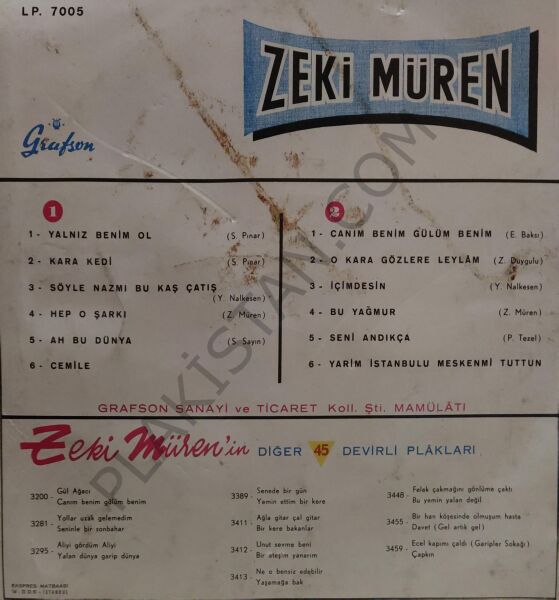 LP. 7005
ZEKİ MÜREN
Grafson
1
1 - YALNIZ BENİM OL (S. Pınar)
2 - KARA KEDİ (S. Pınar)
3 - SÖYLE NAZMI BU KAŞ ÇATIŞ
(Y. Nalkesen)
4 - HEP O ŞARKI (Z. Müren)
5 - AH BU DÜNYA (S. Sayın)
6 - CEMİLE
2
1 - CANIM BENİM GÜLÜM BENİM (E. Baksı)
2 - O KARA GÖZLERE LEYLÂM (Z. Duygulu)
3 - İÇİMDESİN (Y. Nalkesen)
4 - BU YAĞMUR (Z. Müren)
5 - SENİ ANDIKÇA (P. Tezel)
6 - YARİM İSTANBULU MESKENMİ TUTTUN
GRAFSON SANAYİ ve TİCARET Koll. Şti. MAMÜLÂTI
Zeki Müren'in DİĞER 45 DEVİRLİ PLÂKLARI
3200 - Gül Ağacı
Canım benim gülüm benim
3281 - Yollar uzak gelemedim
Seninle bir sonbahar
3295 - Aliyi gördüm Aliyi
Yalan dünya garip dünya
3389 - Senede bir gün
Yemin ettim bir kere
3411 - Ağla gitar çal gitar
Bir kere bakanlar
3412 - Unut sevme beni
Bir ateşim yanarım
3413 - Ne o bensiz edebilir
Yaşamağa bak
3448 - Felek çakmağını gönlüme çaktı
Bu yemin yalan değil
3455 - Bir han köşesinde olmuşum hasta
Davet (Gel artık gel)
3459 - Ecel kapımı çaldı (Garipler Sokağı)
Çapkın
EKSPRES MATBAASI
İSTANBUL
PLAKİSTAN.COM